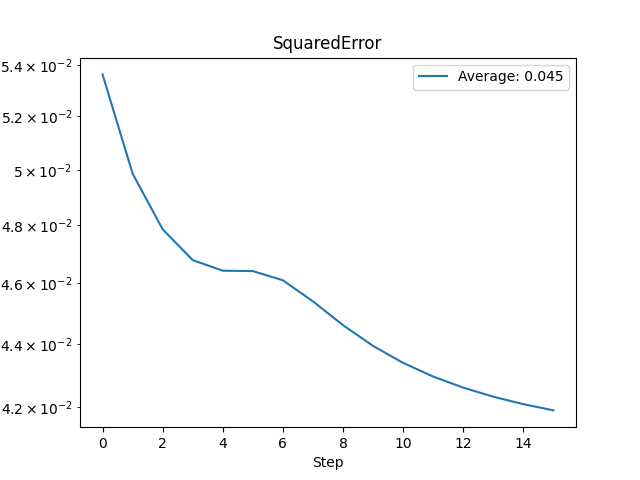 SquaredError
Average: 0.045
5.4 × 10⁻²
5.2 × 10⁻²
5 × 10⁻²
4.8 × 10⁻²
4.6 × 10⁻²
4.4 × 10⁻²
4.2 × 10⁻²
0 2 4 6 8 10 12 14
Step